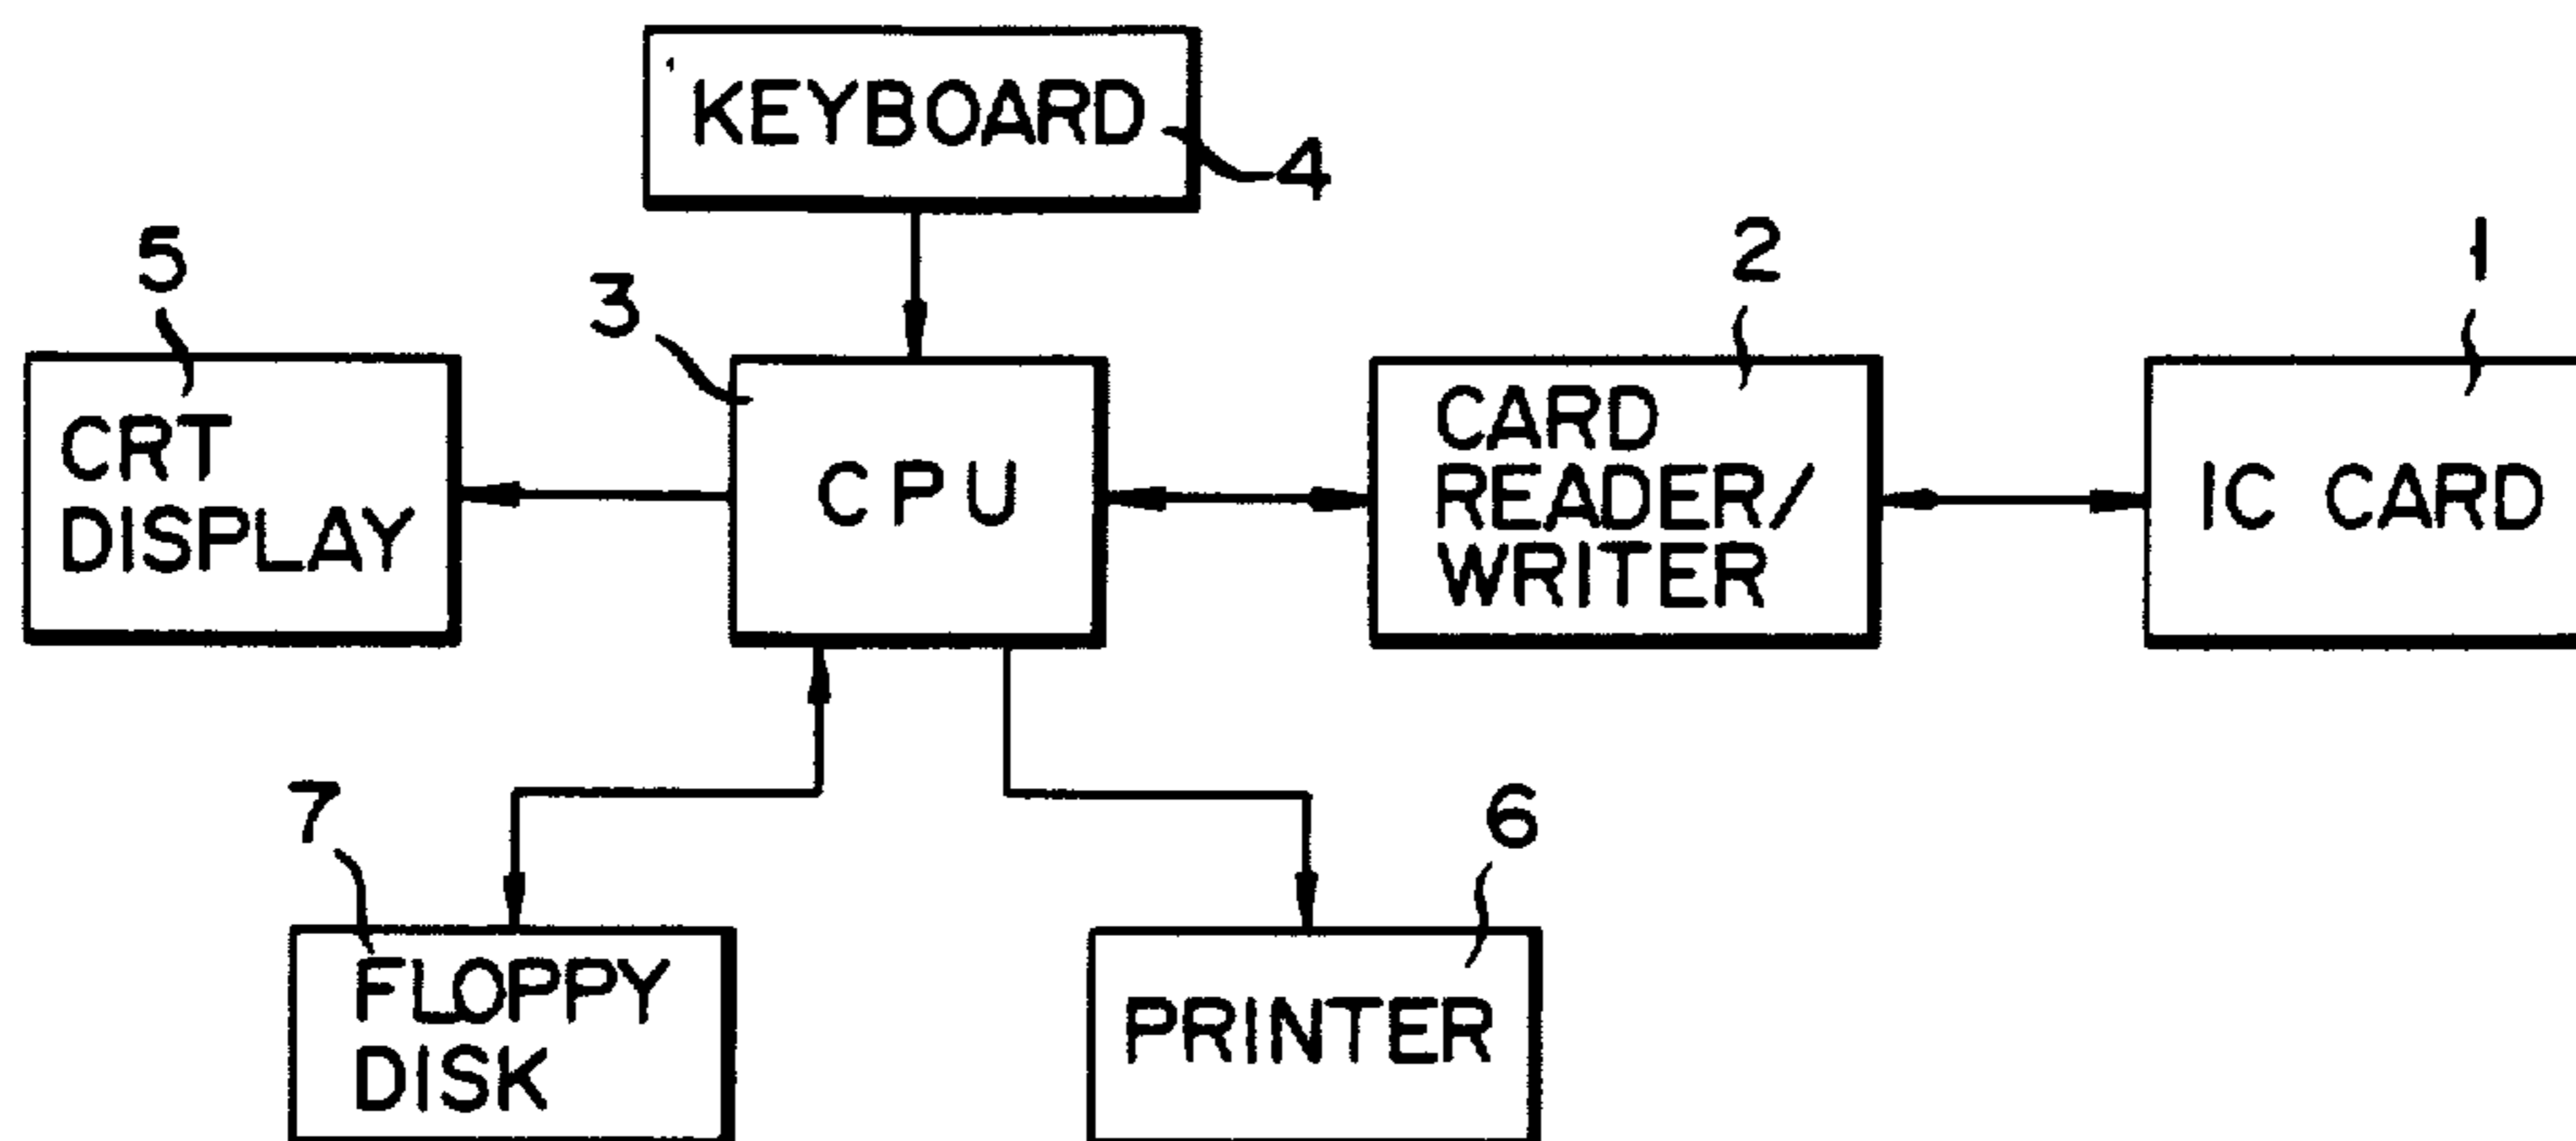 KEYBOARD
4
5
3
2
1
CRT
DISPLAY
CPU
CARD
READER/
WRITER
IC CARD
7
6
FLOPPY
DISK
PRINTER